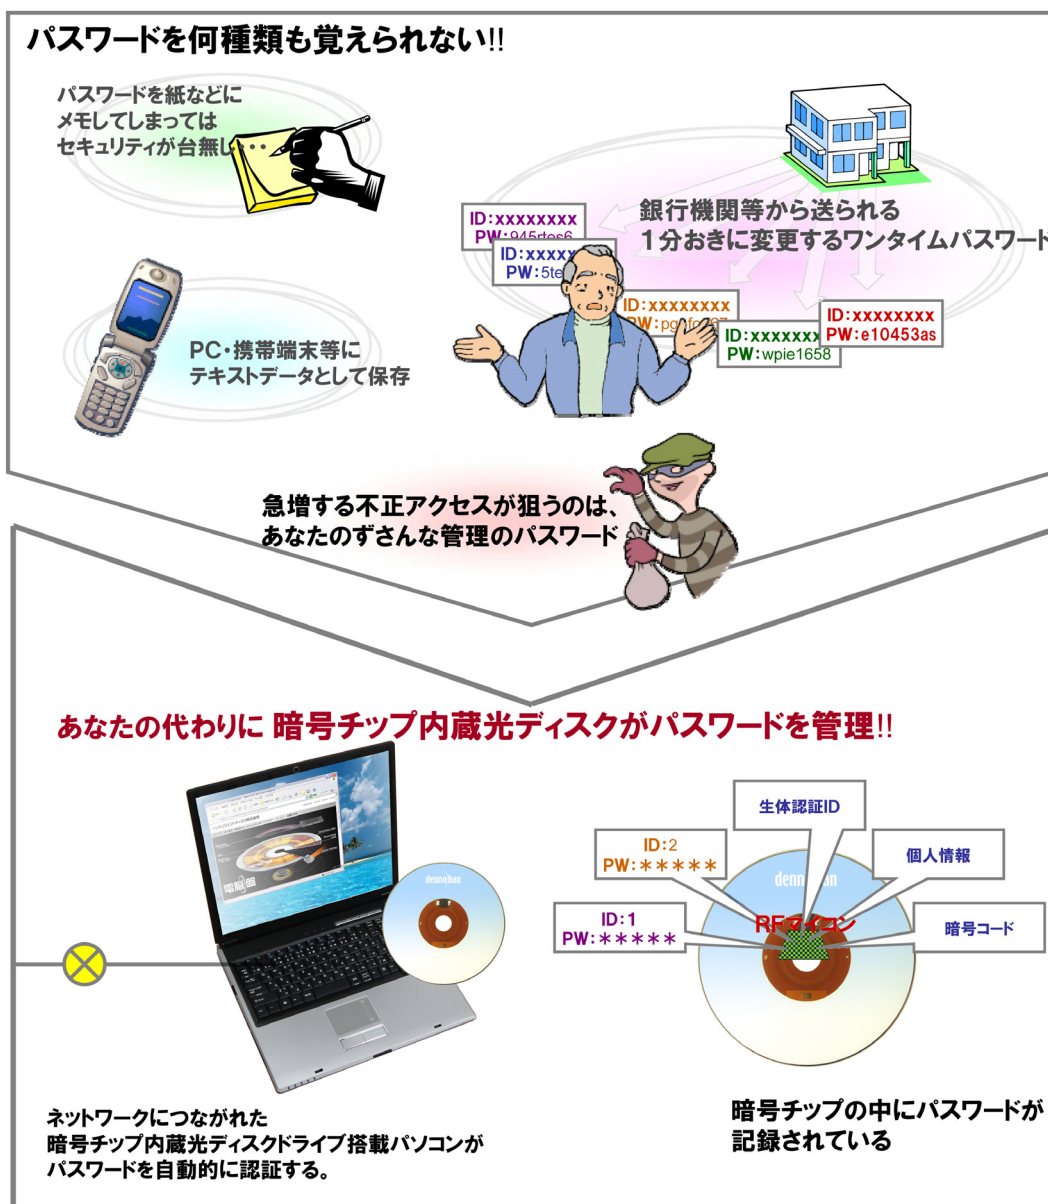 パスワードを何種類も覚えられない!!
パスワードを紙などに
メモしてしまっては
セキュリティが台無し・・・
銀行機関等から送られる
1分おきに変更するワンタイムパスワード
ID:xxxxxxxx
PW:945rtes6
ID:xxxxx
PW:5te
ID:xxxxxxxx
ID:xxxxxxx
PW:wpie1658
ID:xxxxxxxx
PW:e10453as
PC・携帯端末等に
テキストデータとして保存
急増する不正アクセスが狙うのは、
あなたのずさんな管理のパスワード
あなたの代わりに 暗号チップ内蔵光ディスクがパスワードを管理!!
電脳盤
dennoban
生体認証ID
ID:2
PW:*****
個人情報
RFマイコン
ID:1
PW:*****
暗号コード
ネットワークにつながれた
暗号チップ内蔵光ディスクドライブ搭載パソコンが
パスワードを自動的に認証する。
暗号チップの中にパスワードが
記録されている